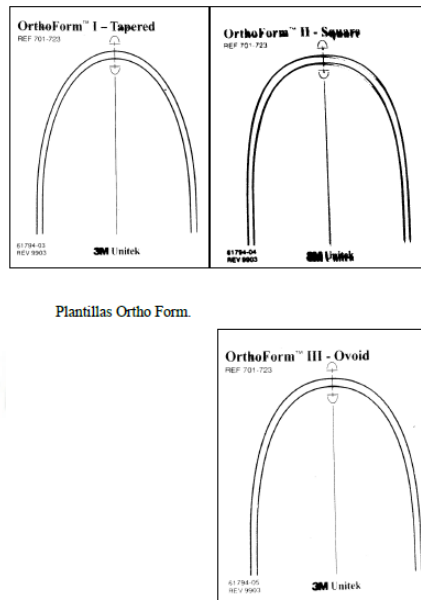 OrthoForm™ I – Tapered
REF 701-723
61794-03
REV 9903
3M Unitek
OrthoForm™ II - Square
REF 701-723
61794-04
REV 9903
3M Unitek
Plantillas Ortho Form.
OrthoForm™ III - Ovoid
REF 701-723
61794-05
REV 9903
3M Unitek